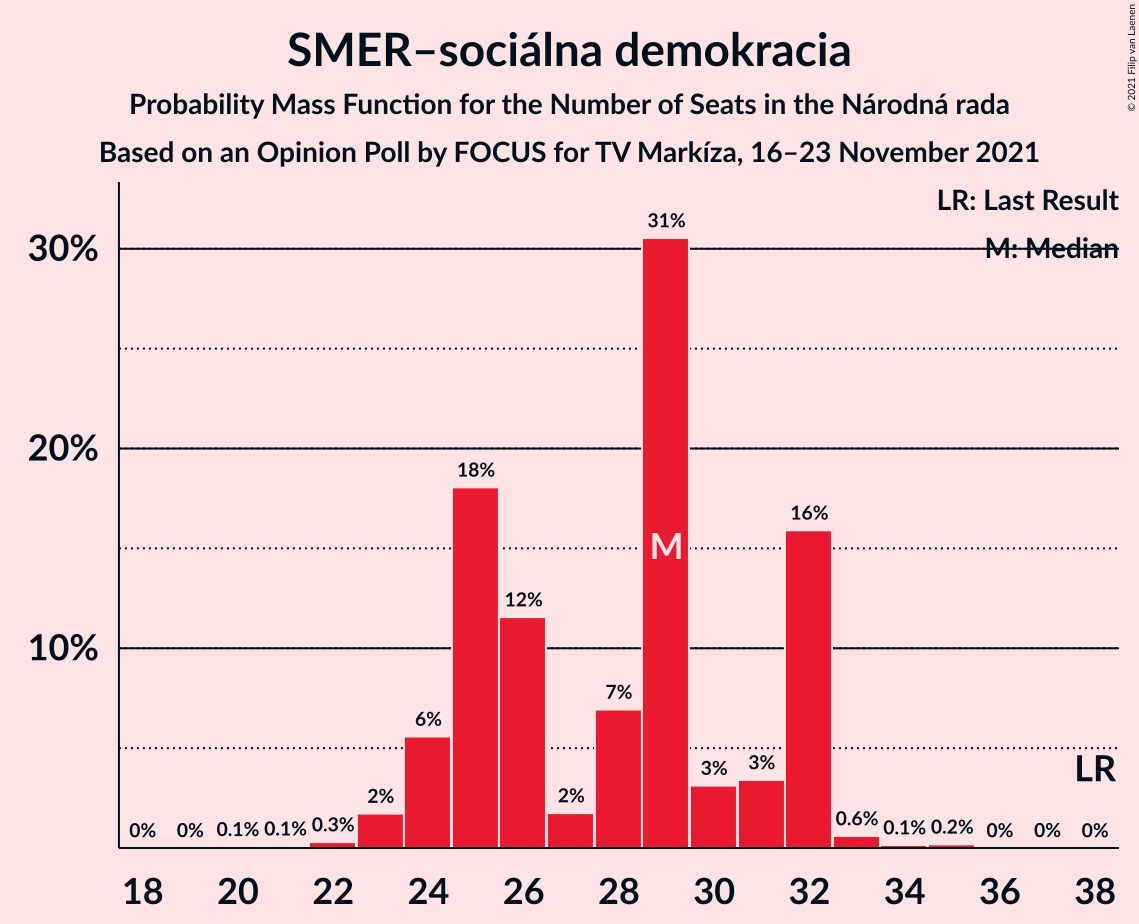 SMER–sociálna demokracia
Probability Mass Function for the Number of Seats in the Národná rada
Based on an Opinion Poll by FOCUS for TV Markíza, 16–23 November 2021
© 2021 Filip van Laenen
LR: Last Result
M: Median
30%
20%
10%
0%
0%
0.1%
0.1%
0.3%
2%
6%
18%
12%
2%
7%
31%
M
3%
3%
16%
0.6%
0.1%
0.2%
0%
0%
0%
LR
18 20 22 24 26 28 30 32 34 36 38